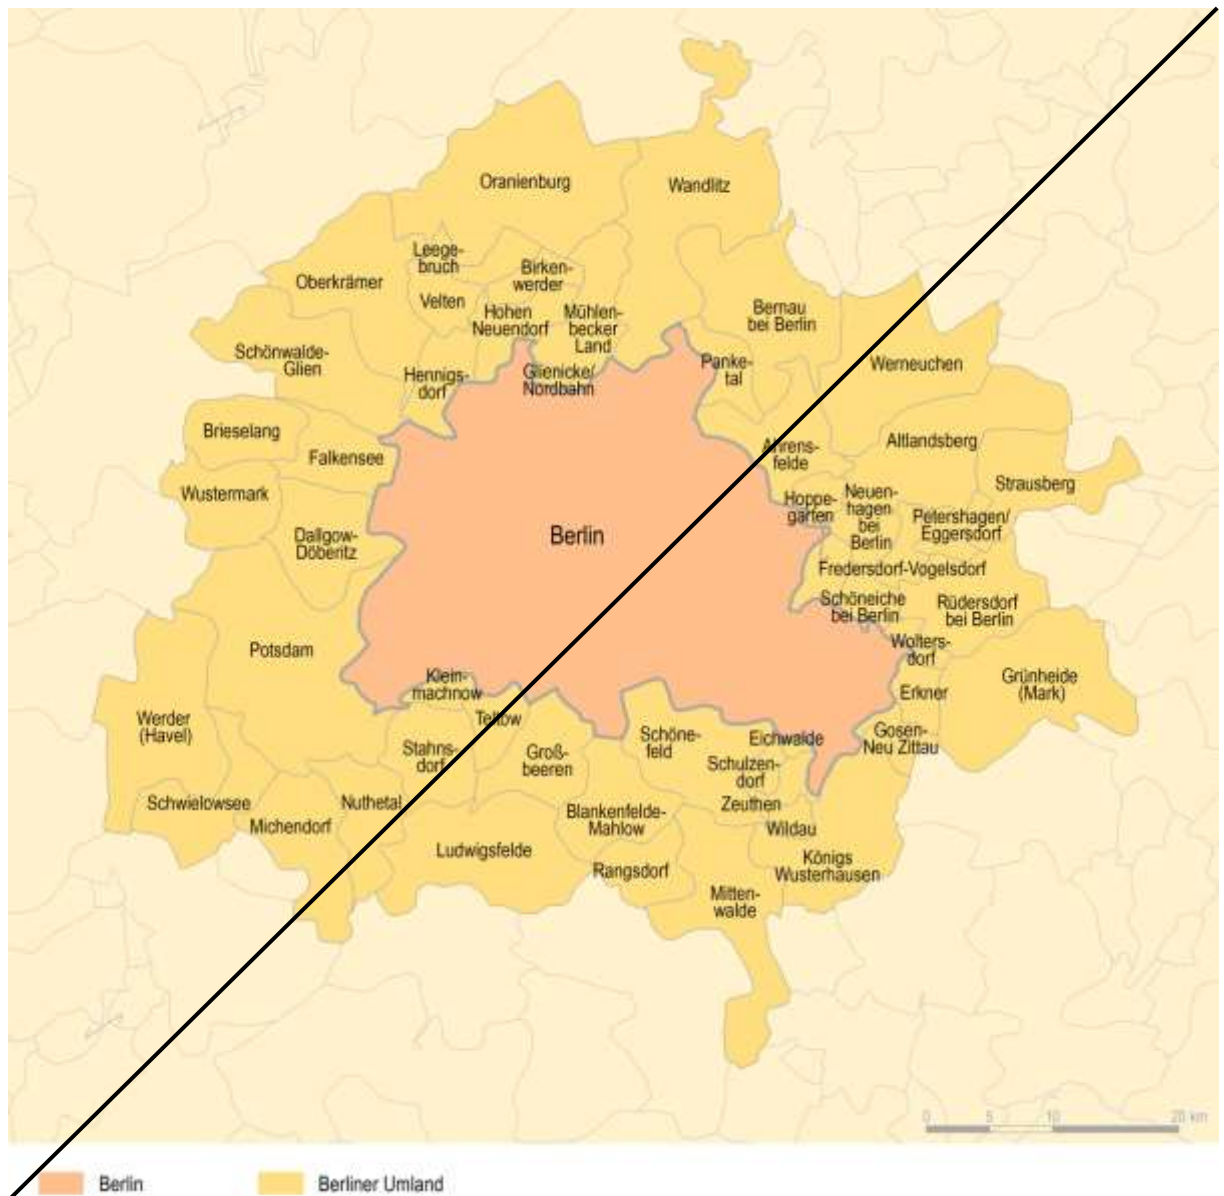 Oranienburg
Wandlitz
Leege-
bruch
Birken-
werder
Oberkrämer
Velten
Hohen
Neuendorf
Mühlen-
becker
Land
Bernau
bei Berlin
Schönwalde-
Glien
Hennigs-
dorf
Glienicke/
Nordbahn
Panke-
tal
Werneuchen
Brieselang
Falkensee
Ahrens-
felde
Altlandsberg
Strausberg
Wustermark
Dallgow-
Döberitz
Berlin
Hoppe-
garten
Neuen-
hagen
bei
Berlin
Petershagen/
Eggersdorf
Fredersdorf-Vogelsdorf
Schöneiche
bei Berlin
Rüdersdorf
bei Berlin
Potsdam
Klein-
machnow
Wolters-
dorf
Erkner
Grünheide
(Mark)
Werder
(Havel)
Teltow
Stahns-
dorf
Groß-
beeren
Schöne-
feld
Eichwalde
Gosen-
Neu Zittau
Schulzen-
dorf
Schwielowsee
Nuthetal
Michendorf
Zeuthen
Blankenfelde-
Mahlow
Wildau
Ludwigsfelde
Rangsdorf
Königs
Wusterhausen
Mitten-
walde
0 5 10 20 km
Berlin
Berliner Umland